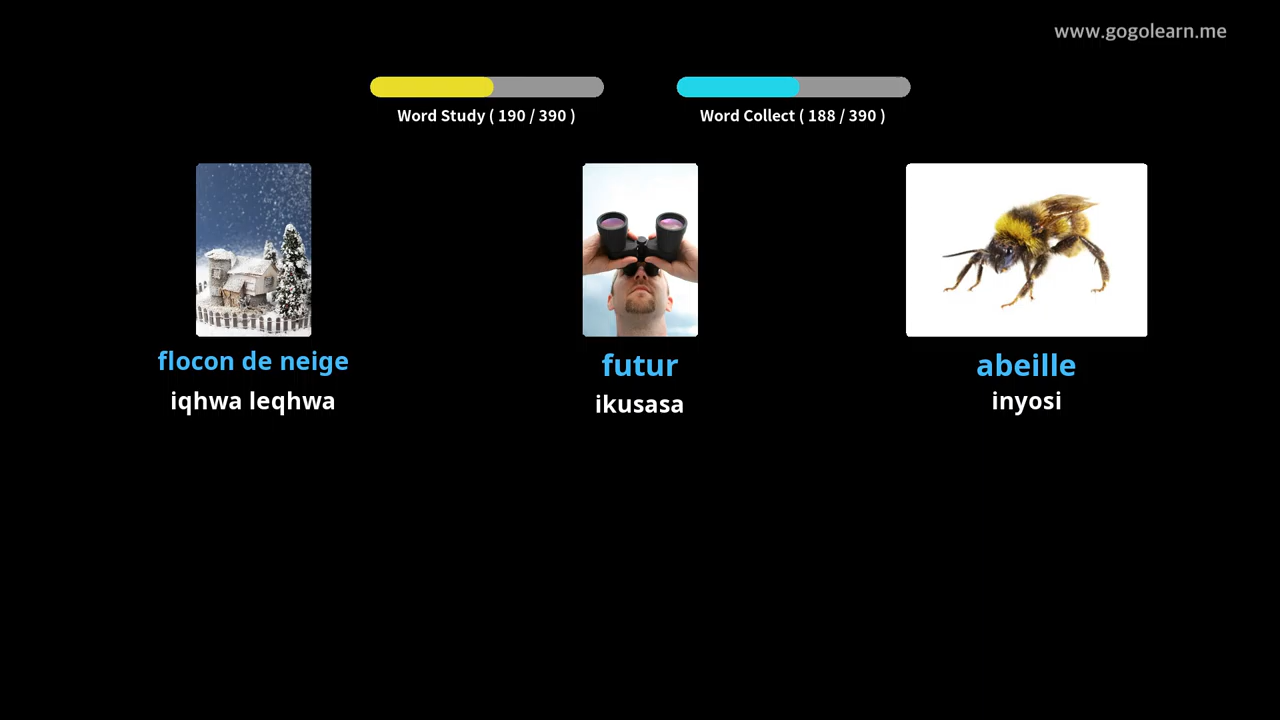 www.gogolearn.me
Word Study ( 190 / 390 )
Word Collect ( 188 / 390 )
flocon de neige
iqhwa leqhwa
futur
ikusasa
abeille
inyosi